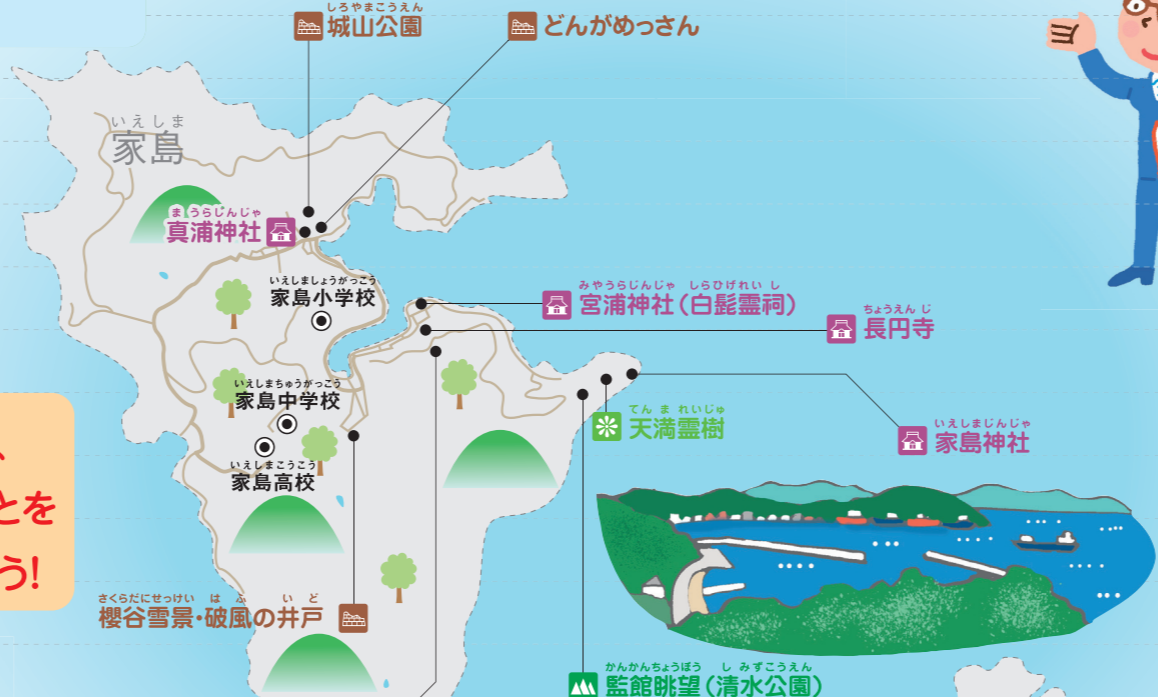 しろやまこうえん
城山公園
どんがめっさん
いえしま
家島
まうらじんじゃ
真浦神社
いえしましょうがっこう
家島小学校
みやうらじんじゃ しらひげれいし
宮浦神社(白髭霊祠)
ちょうえんじ
長円寺
いえしまちゅうがっこう
家島中学校
てんまれいじゅ
天満霊樹
いえしまじんじゃ
家島神社
いえしまこうこう
家島高校
、
とを
う!
さくらだにせっけい はふ いど
櫻谷雪景・破風の井戸
かんかんちょうぼう しみずこうえん
監館眺望(清水公園)